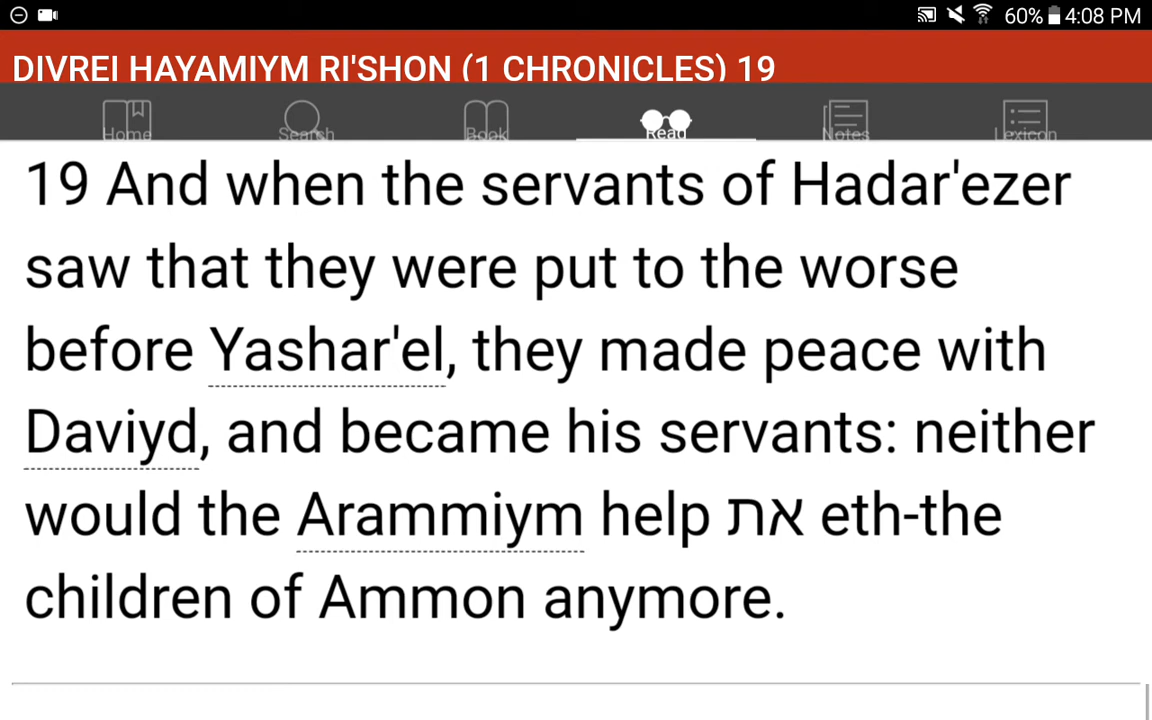 60% 4:08 PM
DIVREI HAYAMIYM RI'SHON (1 CHRONICLES) 19
Home Search Book Read Notes Lexicon
19 And when the servants of Hadar'ezer
saw that they were put to the worse
before Yashar'el, they made peace with
Daviyd, and became his servants: neither
would the Arammiym help את eth-the
children of Ammon anymore.